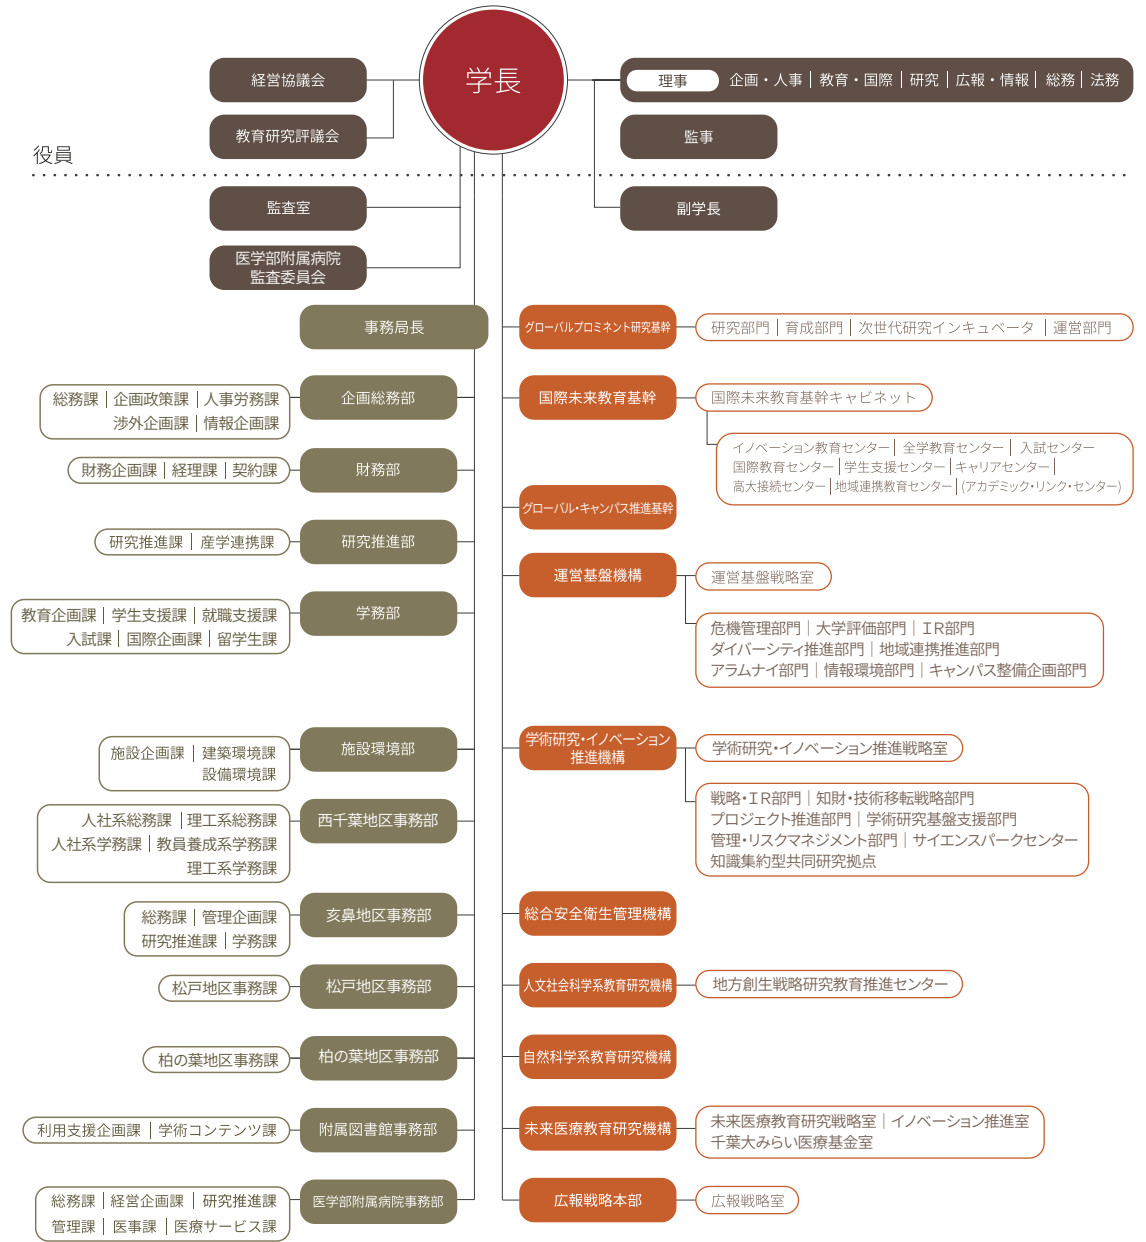 学長
経営協議会
教育研究評議会
理事 企画・人事│教育・国際│研究│広報・情報│総務│法務
監事
役員
監査室
医学部附属病院
監査委員会
副学長
事務局長
企画総務部
総務課│企画政策課│人事労務課
渉外企画課│情報企画課
財務部
財務企画課│経理課│契約課
研究推進部
研究推進課│産学連携課
学務部
教育企画課│学生支援課│就職支援課
入試課│国際企画課│留学生課
施設環境部
施設企画課│建築環境課
設備環境課
西千葉地区事務部
人社系総務課│理工系総務課
人社系学務課│教員養成系学務課
理工系学務課
亥鼻地区事務部
総務課│管理企画課
研究推進課│学務課
松戸地区事務部
松戸地区事務課
柏の葉地区事務部
柏の葉地区事務課
附属図書館事務部
利用支援企画課│学術コンテンツ課
医学部附属病院事務部
総務課│経営企画課│研究推進課
管理課│医事課│医療サービス課
グローバルプロミネント研究基幹
研究部門│育成部門│次世代研究インキュベータ│運営部門
国際未来教育基幹
国際未来教育基幹キャビネット
イノベーション教育センター│全学教育センター│入試センター
国際教育センター│学生支援センター│キャリアセンター│
高大接続センター│地域連携教育センター│(アカデミック・リンク・センター)
グローバル・キャンパス推進基幹
運営基盤機構
運営基盤戦略室
危機管理部門│大学評価部門│ＩＲ部門
ダイバーシティ推進部門│地域連携推進部門
アラムナイ部門│情報環境部門│キャンパス整備企画部門
学術研究・イノベーション
推進機構
学術研究・イノベーション推進戦略室
戦略・ＩＲ部門│知財・技術移転戦略部門
プロジェクト推進部門│学術研究基盤支援部門
管理・リスクマネジメント部門│サイエンスパークセンター
知識集約型共同研究拠点
総合安全衛生管理機構
人文社会科学系教育研究機構
地方創生戦略研究教育推進センター
自然科学系教育研究機構
未来医療教育研究機構
未来医療教育研究戦略室│イノベーション推進室
千葉大みらい医療基金室
広報戦略本部
広報戦略室